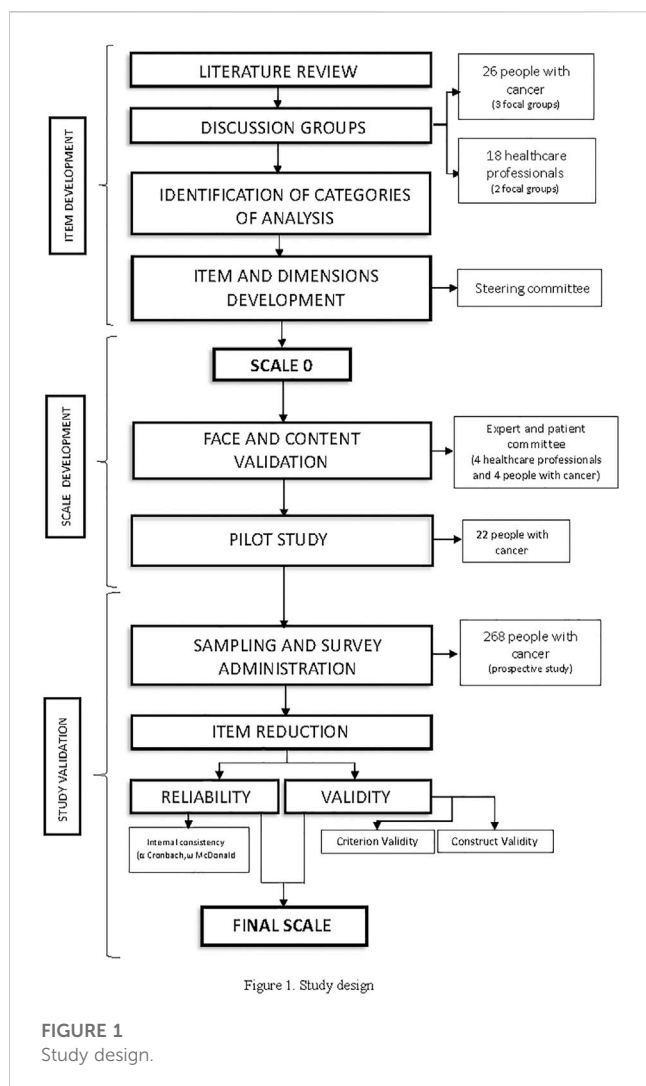 LITERATURE REVIEW
26 people with
cancer
(3 focal groups)
DISCUSSION GROUPS
18 healthcare
professionals
(2 focal groups)
ITEM DEVELOPMENT
IDENTIFICATION OF CATEGORIES
OF ANALYSIS
ITEM AND DIMENSIONS
DEVELOPMENT
Steering committee
SCALE 0
SCALE DEVELOPMENT
FACE AND CONTENT
VALIDATION
Expert and patient
committee
(4 healthcare professionals
and 4 people with cancer)
PILOT STUDY
22 people with
cancer
STUDY VALIDATION
SAMPLING AND SURVEY
ADMINISTRATION
268 people with
cancer
(prospective study)
ITEM REDUCTION
RELIABILITY
VALIDITY
Internal consistency
(α Cronbach, ω McDonald
Criterion Validity
Construct Validity
FINAL SCALE
Figure 1. Study design
FIGURE 1
Study design.